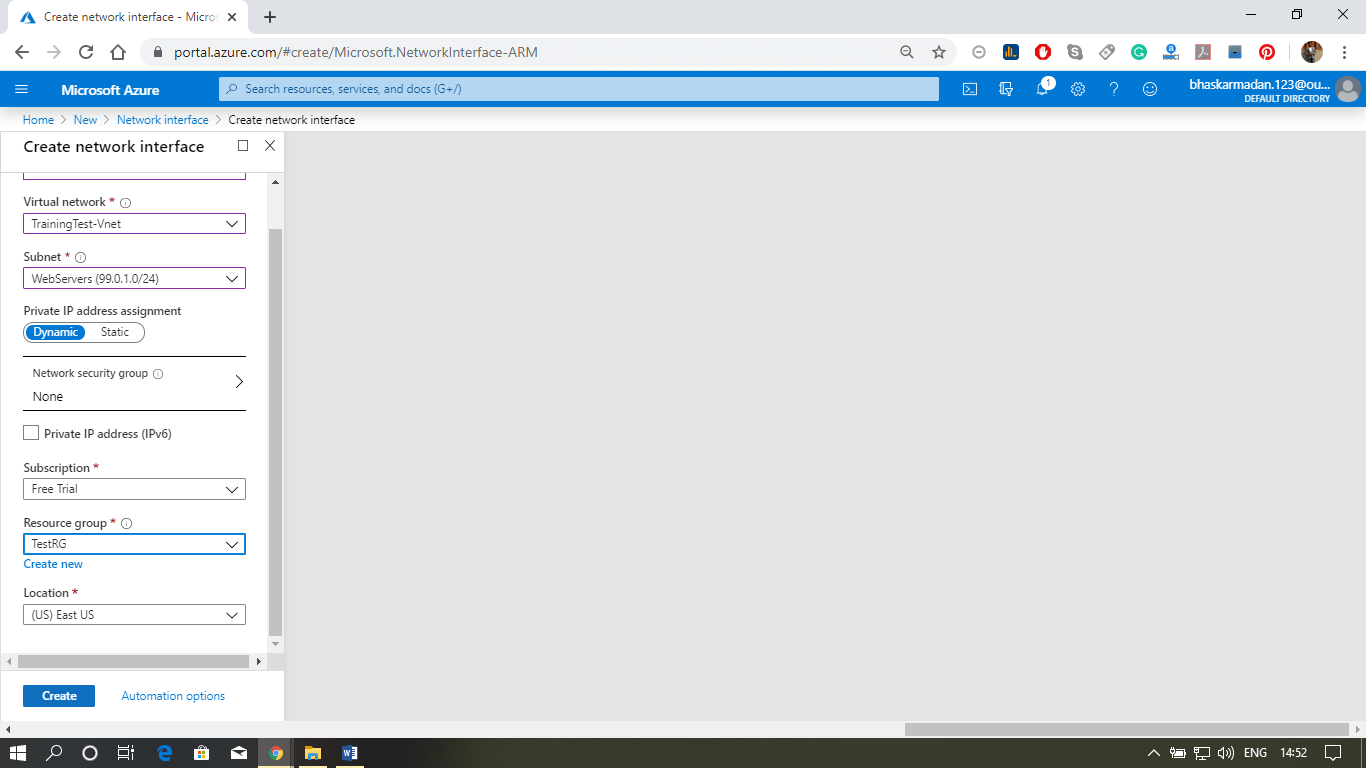 Create network interface - Micros
portal.azure.com/#create/Microsoft.NetworkInterface-ARM
Microsoft Azure
Search resources, services, and docs (G+/)
1
bhaskarmadan.123@ou...
DEFAULT DIRECTORY
Home > New > Network interface > Create network interface
Create network interface
Virtual network *
TrainingTest-Vnet
Subnet *
WebServers (99.0.1.0/24)
Private IP address assignment
Dynamic Static
Network security group
None
Private IP address (IPv6)
Subscription *
Free Trial
Resource group *
TestRG
Create new
Location *
(US) East US
Create Automation options
ENG 14:52